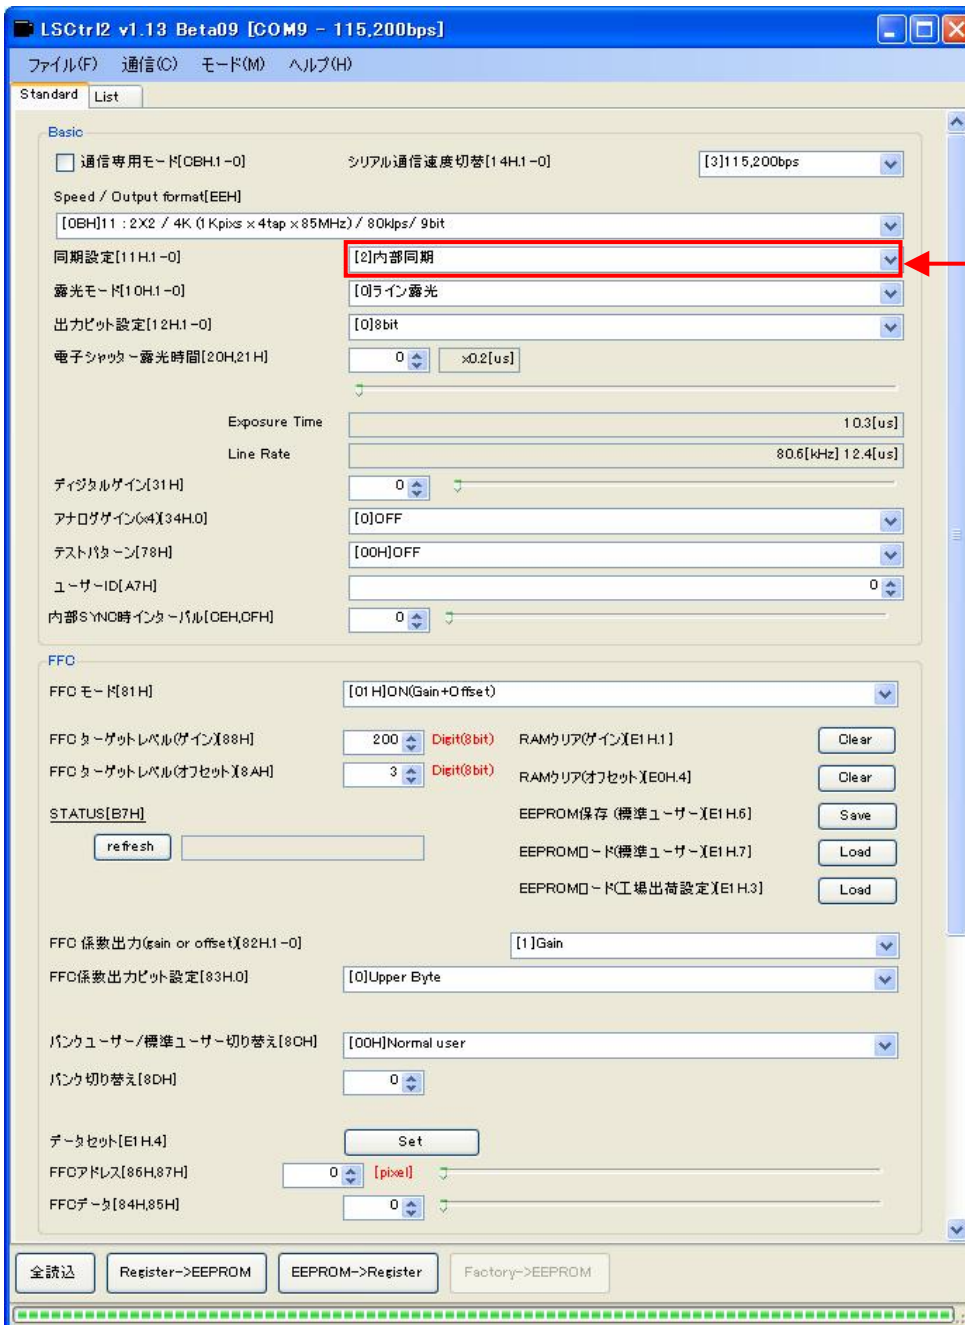 LSCtrl2 v1.13 Beta09 [COM9 - 115,200bps]
ファイル(F) 通信(C) モード(M) ヘルプ(H)
Standard List
Basic
通信専用モード[CBH.1-0] シリアル通信速度切替[14H.1-0] [3]115,200bps
Speed / Output format[EEH]
[0BH]11 : 2X2 / 4K (1Kpixs x 4tap x 85MHz) / 80klps/ 9bit
同期設定[11H.1-0] [2]内部同期
露光モード[10H.1-0] [0]ライン露光
出力ビット設定[12H.1-0] [0]8bit
電子シャッター露光時間[20H,21H] 0 x0.2[us]
Exposure Time 10.3[us]
Line Rate 80.6[kHz] 12.4[us]
ディジタルゲイン[31H] 0
アナログゲイン(x4)[34H.0] [0]OFF
テストパターン[78H] [00H]OFF
ユーザーID[A7H] 0
内部SYNC時インターバル[CEH,CFH] 0
FFC
FFC モード[81H] [01H]ON(Gain+Offset)
FFC ターゲットレベル(ゲイン)[88H] 200 Digit(8bit) RAMクリア(ゲイン)[E1H.1] Clear
FFC ターゲットレベル(オフセット)[8AH] 3 Digit(8bit) RAMクリア(オフセット)[E0H.4] Clear
STATUS[B7H] EEPROM保存 (標準ユーザー)[E1H.6] Save
refresh EEPROMロード(標準ユーザー)[E1H.7] Load
EEPROMロード(工場出荷設定)[E1H.3] Load
FFC 係数出力(gain or offset)[82H.1-0] [1]Gain
FFC係数出力ビット設定[83H.0] [0]Upper Byte
バンクユーザー/標準ユーザー切り替え[8CH] [00H]Normal user
バンク切り替え[8DH] 0
データセット[E1H.4] Set
FFCアドレス[86H,87H] 0 [pixel]
FFCデータ[84H,85H] 0
全読込 Register->EEPROM EEPROM->Register Factory->EEPROM